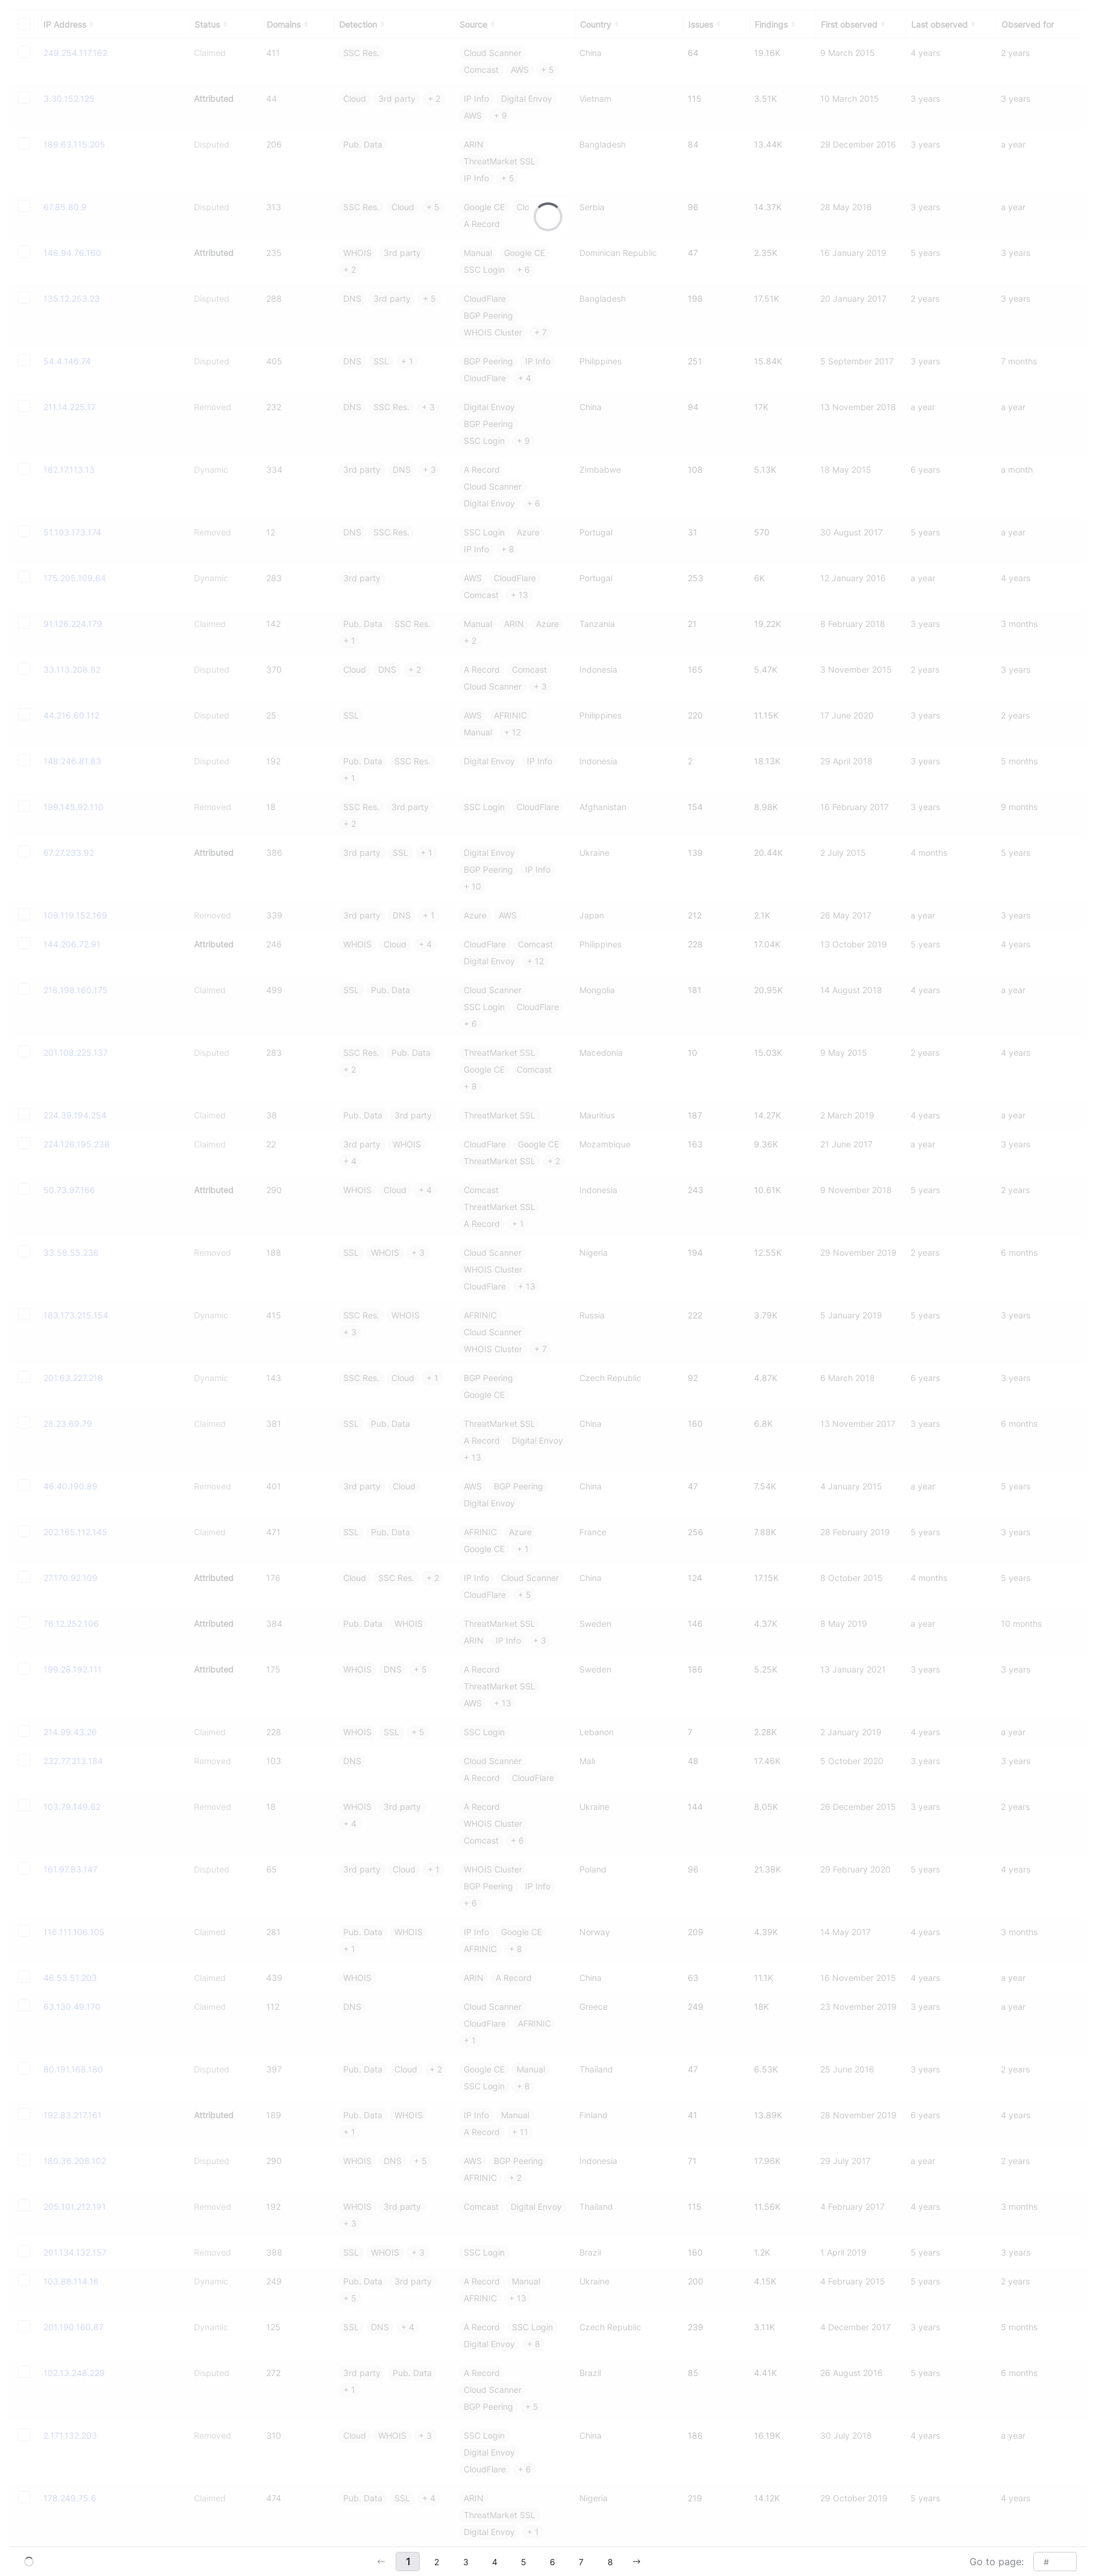 IP Address Status Domains Detection Source Country Issues Findings First observed Last observed Observed for
249.254.117.162 Claimed 411 SSC Res. Cloud Scanner China 64 19.16K 9 March 2015 4 years 2 years
Comcast AWS + 5
3.30.152.125 Attributed 44 Cloud 3rd party + 2 IP Info Digital Envoy Vietnam 115 3.51K 10 March 2015 3 years 3 years
AWS + 9
189.63.115.205 Disputed 206 Pub. Data ARIN Bangladesh 84 13.44K 29 December 2016 3 years a year
ThreatMarket SSL
IP Info + 5
67.85.80.9 Disputed 313 SSC Res. Cloud + 5 Google CE Clo Serbia 96 14.37K 28 May 2016 3 years a year
A Record
146.94.76.160 Attributed 235 WHOIS 3rd party Manual Google CE Dominican Republic 47 2.35K 16 January 2019 5 years 3 years
+ 2 SSC Login + 6
135.12.253.23 Disputed 288 DNS 3rd party + 5 CloudFlare Bangladesh 198 17.51K 20 January 2017 2 years 3 years
BGP Peering
WHOIS Cluster + 7
54.4.146.74 Disputed 405 DNS SSL + 1 BGP Peering IP Info Philippines 251 15.84K 5 September 2017 3 years 7 months
CloudFlare + 4
211.14.225.17 Removed 232 DNS SSC Res. + 3 Digital Envoy China 94 17K 13 November 2018 a year a year
BGP Peering
SSC Login + 9
182.17.113.13 Dynamic 334 3rd party DNS + 3 A Record Zimbabwe 108 5.13K 18 May 2015 6 years a month
Cloud Scanner
Digital Envoy + 6
51.103.173.174 Removed 12 DNS SSC Res. SSC Login Azure Portugal 31 570 30 August 2017 5 years a year
IP Info + 8
175.205.109.64 Dynamic 283 3rd party AWS CloudFlare Portugal 253 6K 12 January 2016 a year 4 years
Comcast + 13
91.126.224.179 Claimed 142 Pub. Data SSC Res. Manual ARIN Azure Tanzania 21 19.22K 8 February 2018 3 years 3 months
+ 1 + 2
33.113.208.82 Disputed 370 Cloud DNS + 2 A Record Comcast Indonesia 165 5.47K 3 November 2015 2 years 3 years
Cloud Scanner + 3
44.216.60.112 Disputed 25 SSL AWS AFRINIC Philippines 220 11.15K 17 June 2020 3 years 2 years
Manual + 12
148.246.81.83 Disputed 192 Pub. Data SSC Res. Digital Envoy IP Info Indonesia 2 18.13K 29 April 2018 3 years 5 months
+ 1
199.145.92.110 Removed 18 SSC Res. 3rd party SSC Login CloudFlare Afghanistan 154 8.98K 16 February 2017 3 years 9 months
+ 2
67.27.233.92 Attributed 386 3rd party SSL + 1 Digital Envoy Ukraine 139 20.44K 2 July 2015 4 months 5 years
BGP Peering IP Info
+ 10
109.119.152.169 Removed 339 3rd party DNS + 1 Azure AWS Japan 212 2.1K 26 May 2017 a year 3 years
144.206.72.91 Attributed 246 WHOIS Cloud + 4 CloudFlare Comcast Philippines 228 17.04K 13 October 2019 5 years 4 years
Digital Envoy + 12
216.198.160.175 Claimed 499 SSL Pub. Data Cloud Scanner Mongolia 181 20.95K 14 August 2018 4 years a year
SSC Login CloudFlare
+ 6
201.108.225.137 Disputed 283 SSC Res. Pub. Data ThreatMarket SSL Macedonia 10 15.03K 9 May 2015 2 years 4 years
+ 2 Google CE Comcast
+ 8
224.39.194.254 Claimed 38 Pub. Data 3rd party ThreatMarket SSL Mauritius 187 14.27K 2 March 2019 4 years a year
224.126.195.238 Claimed 22 3rd party WHOIS CloudFlare Google CE Mozambique 163 9.36K 21 June 2017 a year 3 years
+ 4 ThreatMarket SSL + 2
50.73.97.166 Attributed 290 WHOIS Cloud + 4 Comcast Indonesia 243 10.61K 9 November 2018 5 years 2 years
ThreatMarket SSL
A Record + 1
33.58.55.236 Removed 188 SSL WHOIS + 3 Cloud Scanner Nigeria 194 12.55K 29 November 2019 2 years 6 months
WHOIS Cluster
CloudFlare + 13
183.173.215.154 Dynamic 415 SSC Res. WHOIS AFRINIC Russia 222 3.79K 5 January 2019 5 years 3 years
+ 3 Cloud Scanner
WHOIS Cluster + 7
201.63.227.218 Dynamic 143 SSC Res. Cloud + 1 BGP Peering Czech Republic 92 4.87K 6 March 2018 6 years 3 years
Google CE
28.23.69.79 Claimed 381 SSL Pub. Data ThreatMarket SSL China 160 6.8K 13 November 2017 3 years 6 months
A Record Digital Envoy
+ 13
46.40.190.89 Removed 401 3rd party Cloud AWS BGP Peering China 47 7.54K 4 January 2015 a year 5 years
Digital Envoy
202.165.112.145 Claimed 471 SSL Pub. Data AFRINIC Azure France 256 7.88K 28 February 2019 5 years 3 years
Google CE + 1
27.170.92.109 Attributed 176 Cloud SSC Res. + 2 IP Info Cloud Scanner China 124 17.15K 8 October 2015 4 months 5 years
CloudFlare + 5
76.12.252.106 Attributed 384 Pub. Data WHOIS ThreatMarket SSL Sweden 146 4.37K 8 May 2019 a year 10 months
ARIN IP Info + 3
199.28.192.111 Attributed 175 WHOIS DNS + 5 A Record Sweden 186 5.25K 13 January 2021 3 years 3 years
ThreatMarket SSL
AWS + 13
214.99.43.26 Claimed 228 WHOIS SSL + 5 SSC Login Lebanon 7 2.28K 2 January 2019 4 years a year
232.77.213.184 Removed 103 DNS Cloud Scanner Mali 48 17.46K 5 October 2020 3 years 3 years
A Record CloudFlare
103.79.149.62 Removed 18 WHOIS 3rd party A Record Ukraine 144 8.05K 26 December 2015 3 years 2 years
+ 4 WHOIS Cluster
Comcast + 6
161.97.83.147 Disputed 65 3rd party Cloud + 1 WHOIS Cluster Poland 96 21.38K 29 February 2020 5 years 4 years
BGP Peering IP Info
+ 6
116.111.106.105 Claimed 281 Pub. Data WHOIS IP Info Google CE Norway 209 4.39K 14 May 2017 4 years 3 months
+ 1 AFRINIC + 8
46.53.51.203 Claimed 439 WHOIS ARIN A Record China 63 11.1K 16 November 2015 4 years a year
63.130.49.170 Claimed 112 DNS Cloud Scanner Greece 249 18K 23 November 2019 3 years a year
CloudFlare AFRINIC
+ 1
80.191.168.180 Disputed 397 Pub. Data Cloud + 2 Google CE Manual Thailand 47 6.53K 25 June 2016 3 years 2 years
SSC Login + 8
192.83.217.161 Attributed 189 Pub. Data WHOIS IP Info Manual Finland 41 13.89K 28 November 2019 6 years 4 years
+ 1 A Record + 11
180.36.208.102 Disputed 290 WHOIS DNS + 5 AWS BGP Peering Indonesia 71 17.96K 29 July 2017 a year 2 years
AFRINIC + 2
205.101.212.191 Removed 192 WHOIS 3rd party Comcast Digital Envoy Thailand 115 11.56K 4 February 2017 4 years 3 months
+ 3
201.134.132.157 Removed 388 SSL WHOIS + 3 SSC Login Brazil 160 1.2K 1 April 2019 5 years 3 years
103.88.114.18 Dynamic 249 Pub. Data 3rd party A Record Manual Ukraine 200 4.15K 4 February 2015 5 years 2 years
+ 5 AFRINIC + 13
201.190.160.87 Dynamic 125 SSL DNS + 4 A Record SSC Login Czech Republic 239 3.11K 4 December 2017 3 years 5 months
Digital Envoy + 8
102.13.248.229 Disputed 272 3rd party Pub. Data A Record Brazil 85 4.41K 26 August 2016 5 years 6 months
+ 1 Cloud Scanner
BGP Peering + 5
2.171.132.203 Removed 310 Cloud WHOIS + 3 SSC Login China 186 16.19K 30 July 2018 4 years a year
Digital Envoy
CloudFlare + 6
178.249.75.6 Claimed 474 Pub. Data SSL + 4 ARIN Nigeria 219 14.12K 29 October 2019 5 years 4 years
ThreatMarket SSL
Digital Envoy + 1
← 1 2 3 4 5 6 7 8 → Go to page: #